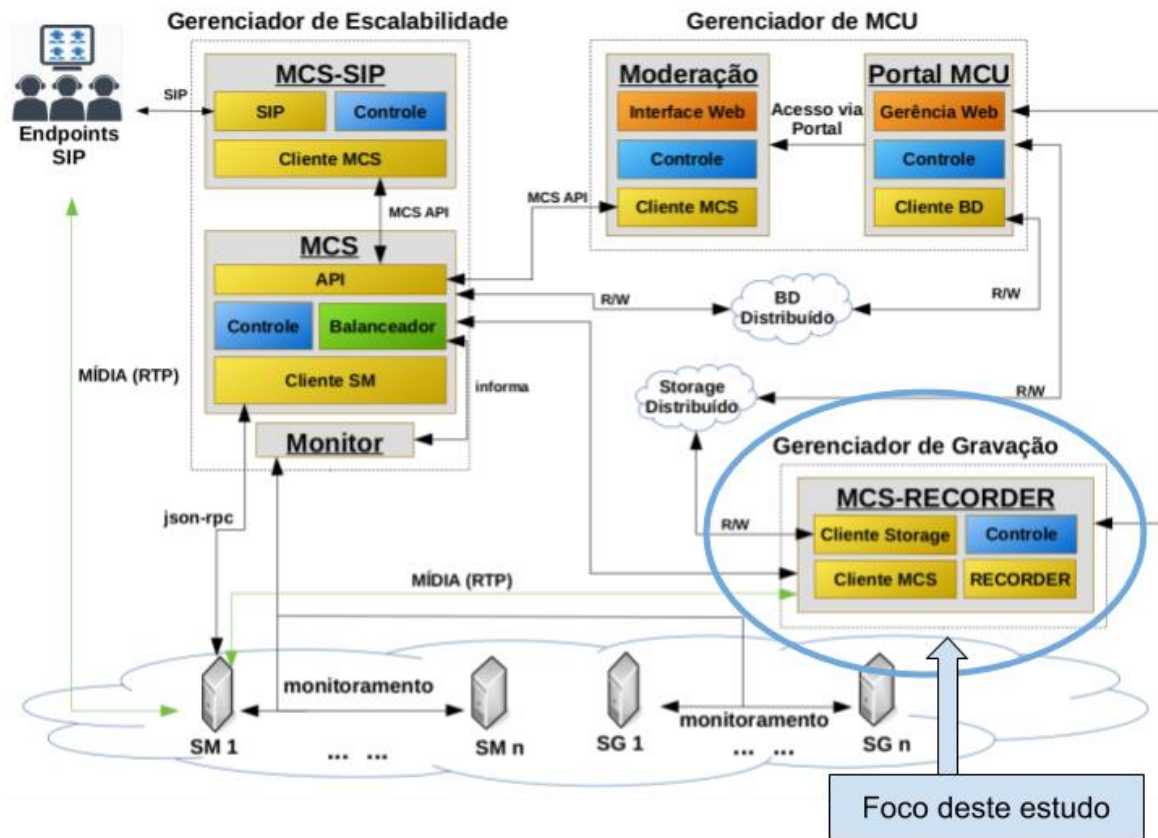 Gerenciador de Escalabilidade
Gerenciador de MCU
MCS-SIP
SIP
Controle
Cliente MCS
SIP
Endpoints
SIP
Moderação
Interface Web
Controle
Cliente MCS
Acesso via
Portal
Portal MCU
Gerência Web
Controle
Cliente BD
MCS API
MCS API
MCS
API
Controle
Balanceador
Cliente SM
R/W
BD
Distribuído
R/W
MÍDIA (RTP)
informa
Storage
Distribuído
R/W
Monitor
Gerenciador de Gravação
MCS-RECORDER
Cliente Storage
Controle
Cliente MCS
RECORDER
json-rpc
R/W
MÍDIA (RTP)
monitoramento
monitoramento
SM 1
... ...
SM n
SG 1
... ...
SG n
Foco deste estudo